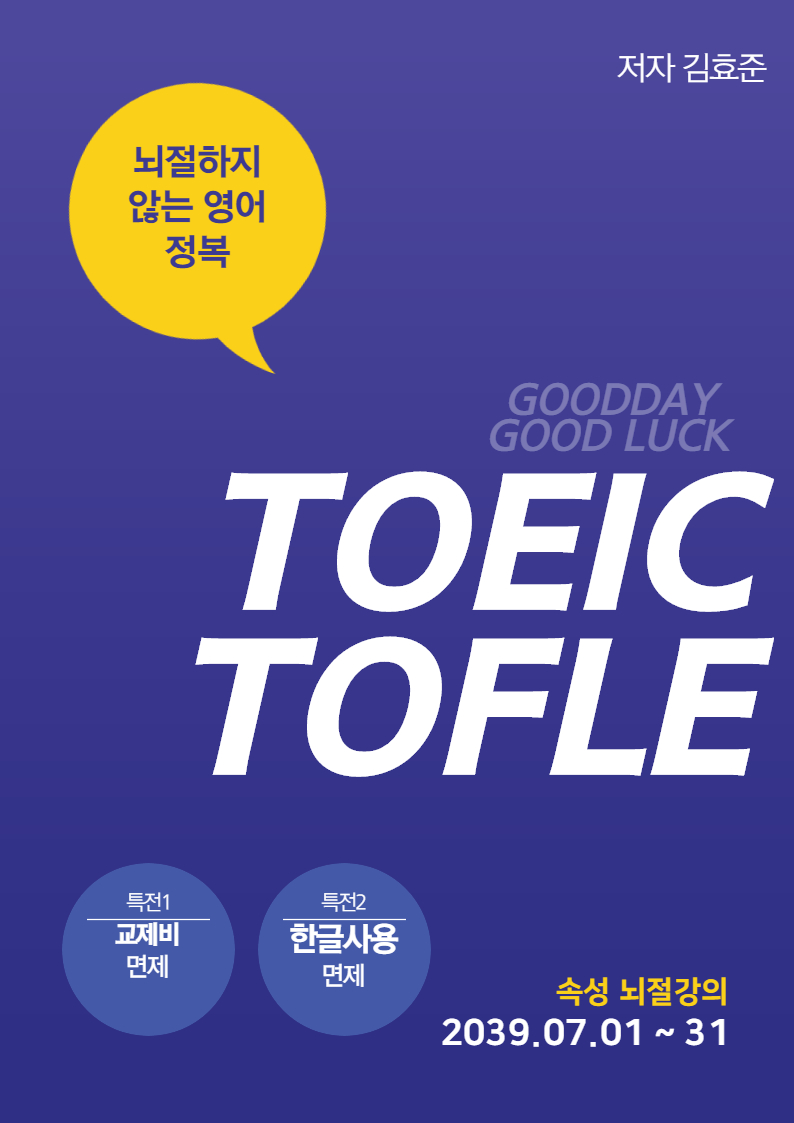 저자 김효준
뇌절하지
않는 영어
정복
GOODDAY
GOOD LUCK
TOEIC
TOFLE
특전1
교제비
면제
특전2
한글사용
면제
속성 뇌절강의
2039.07.01 ~ 31